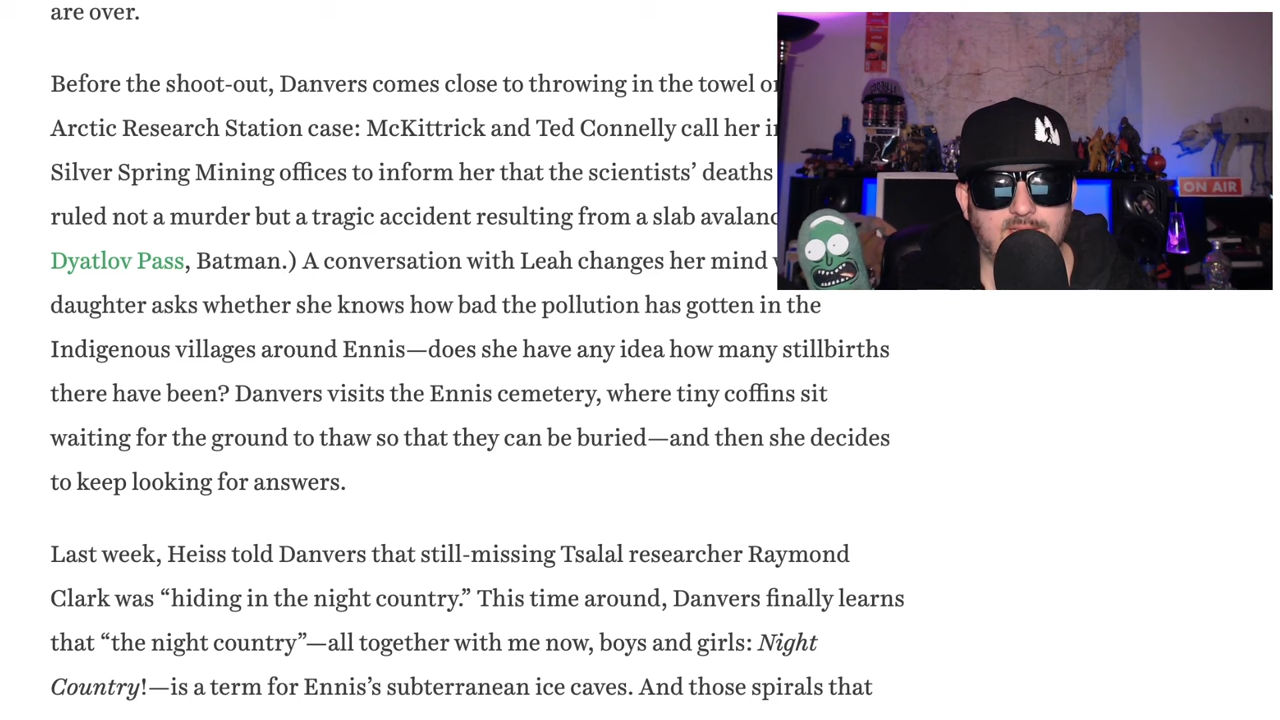 are over.
Before the shoot-out, Danvers comes close to throwing in the towel
Arctic Research Station case: McKittrick and Ted Connelly call her
Silver Spring Mining offices to inform her that the scientists’ deaths
ruled not a murder but a tragic accident resulting from a slab
Dyatlov Pass, Batman.) A conversation with Leah changes her mind
daughter asks whether she knows how bad the pollution has gotten in the
Indigenous villages around Ennis—does she have any idea how many stillbirths
there have been? Danvers visits the Ennis cemetery, where tiny coffins sit
waiting for the ground to thaw so that they can be buried—and then she decides
to keep looking for answers.
Last week, Heiss told Danvers that still-missing Tsalal researcher Raymond
Clark was “hiding in the night country.” This time around, Danvers finally learns
that “the night country”—all together with me now, boys and girls: Night
Country!—is a term for Ennis’s subterranean ice caves. And those spirals that
ON AIR